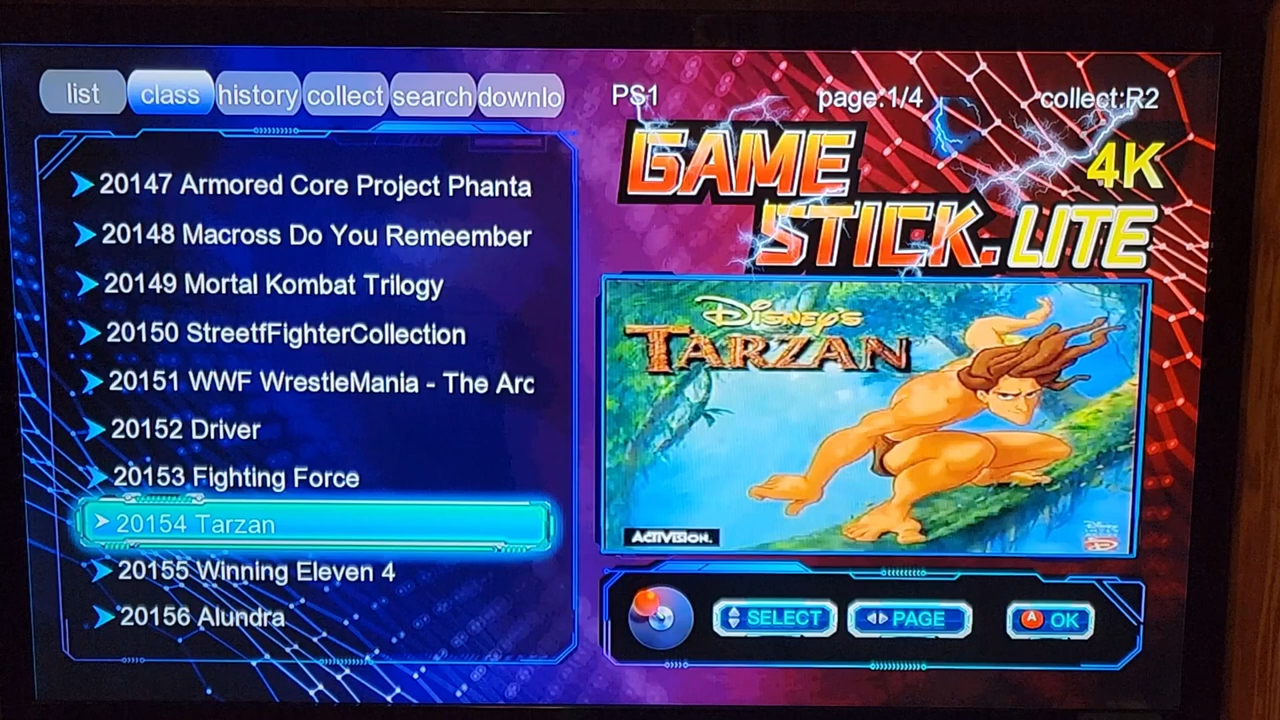 list class history collect search downlo
PS1 page:1/4 collect:R2
GAME 4K
STICK. LITE
20147 Armored Core Project Phanta
20148 Macross Do You Remeember
20149 Mortal Kombat Trilogy
20150 StreetfFighterCollection
20151 WWF WrestleMania - The Arc
20152 Driver
20153 Fighting Force
20154 Tarzan
20155 Winning Eleven 4
20156 Alundra
DISNEY'S
TARZAN
ACTIVISION.
SELECT PAGE A OK